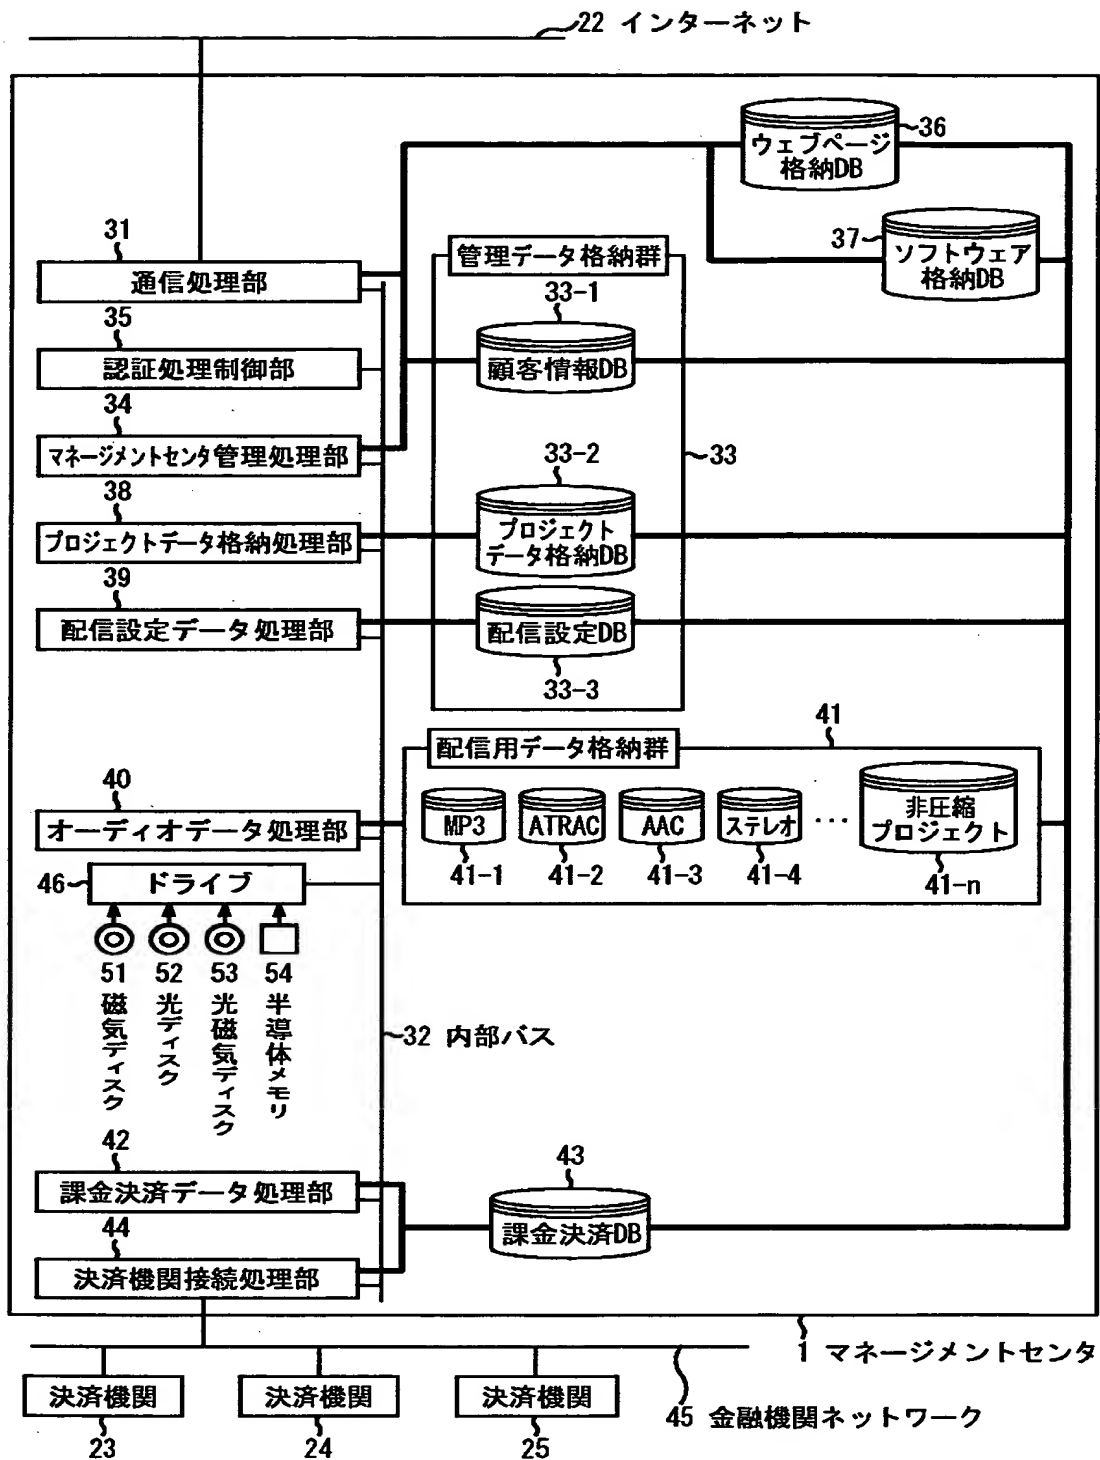 22 インターネット
36
ウェブページ
格納DB
37
ソフトウェア
格納DB
31
通信処理部
管理データ格納群
33-1
顧客情報DB
35
認証処理制御部
34
マネージメントセンタ管理処理部
33
33-2
プロジェクト
データ格納DB
38
プロジェクトデータ格納処理部
39
配信設定データ処理部
配信設定DB
33-3
41
配信用データ格納群
40
オーディオデータ処理部
MP3
ATRAC
AAC
ステレオ
...
非圧縮
プロジェクト
41-1
41-2
41-3
41-4
41-n
46
ドライブ
51
磁気ディスク
52
光ディスク
53
光磁気ディスク
54
半導体メモリ
32 内部バス
42
課金決済データ処理部
43
課金決済DB
44
決済機関接続処理部
1 マネージメントセンタ
決済機関
決済機関
決済機関
23
24
25
45 金融機関ネットワーク